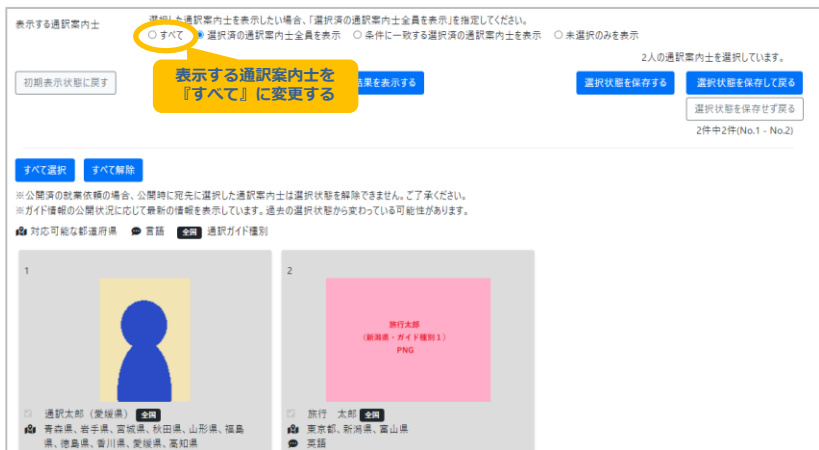 表示する通訳案内士
選択した通訳案内士を表示したい場合、「選択済の通訳案内士全員を表示」を指定してください。
すべて 選択済の通訳案内士全員を表示 条件に一致する選択済の通訳案内士を表示 未選択のみを表示
2人の通訳案内士を選択しています。
表示する通訳案内士を
『すべて』に変更する
初期表示状態に戻す 結果を表示する 選択状態を保存する 選択状態を保存して戻る
選択状態を保存せず戻る
2件中2件(No.1 - No.2)
すべて選択 すべて解除
※公開済の就業依頼の場合、公開時に宛先に選択した通訳案内士は選択状態を解除できません。ご了承ください。
※ガイド情報の公開状況に応じて最新の情報を表示しています。過去の選択状態から変わっている可能性があります。
対応可能な都道府県 言語 全国 通訳ガイド種別
1
通訳太郎（愛媛県） 全国
青森県、岩手県、宮城県、秋田県、山形県、福島
県、徳島県、香川県、愛媛県、高知県
2
旅行太郎
（新潟県・ガイド種別１）
PNG
旅行 太郎 全国
東京都、新潟県、富山県
英語